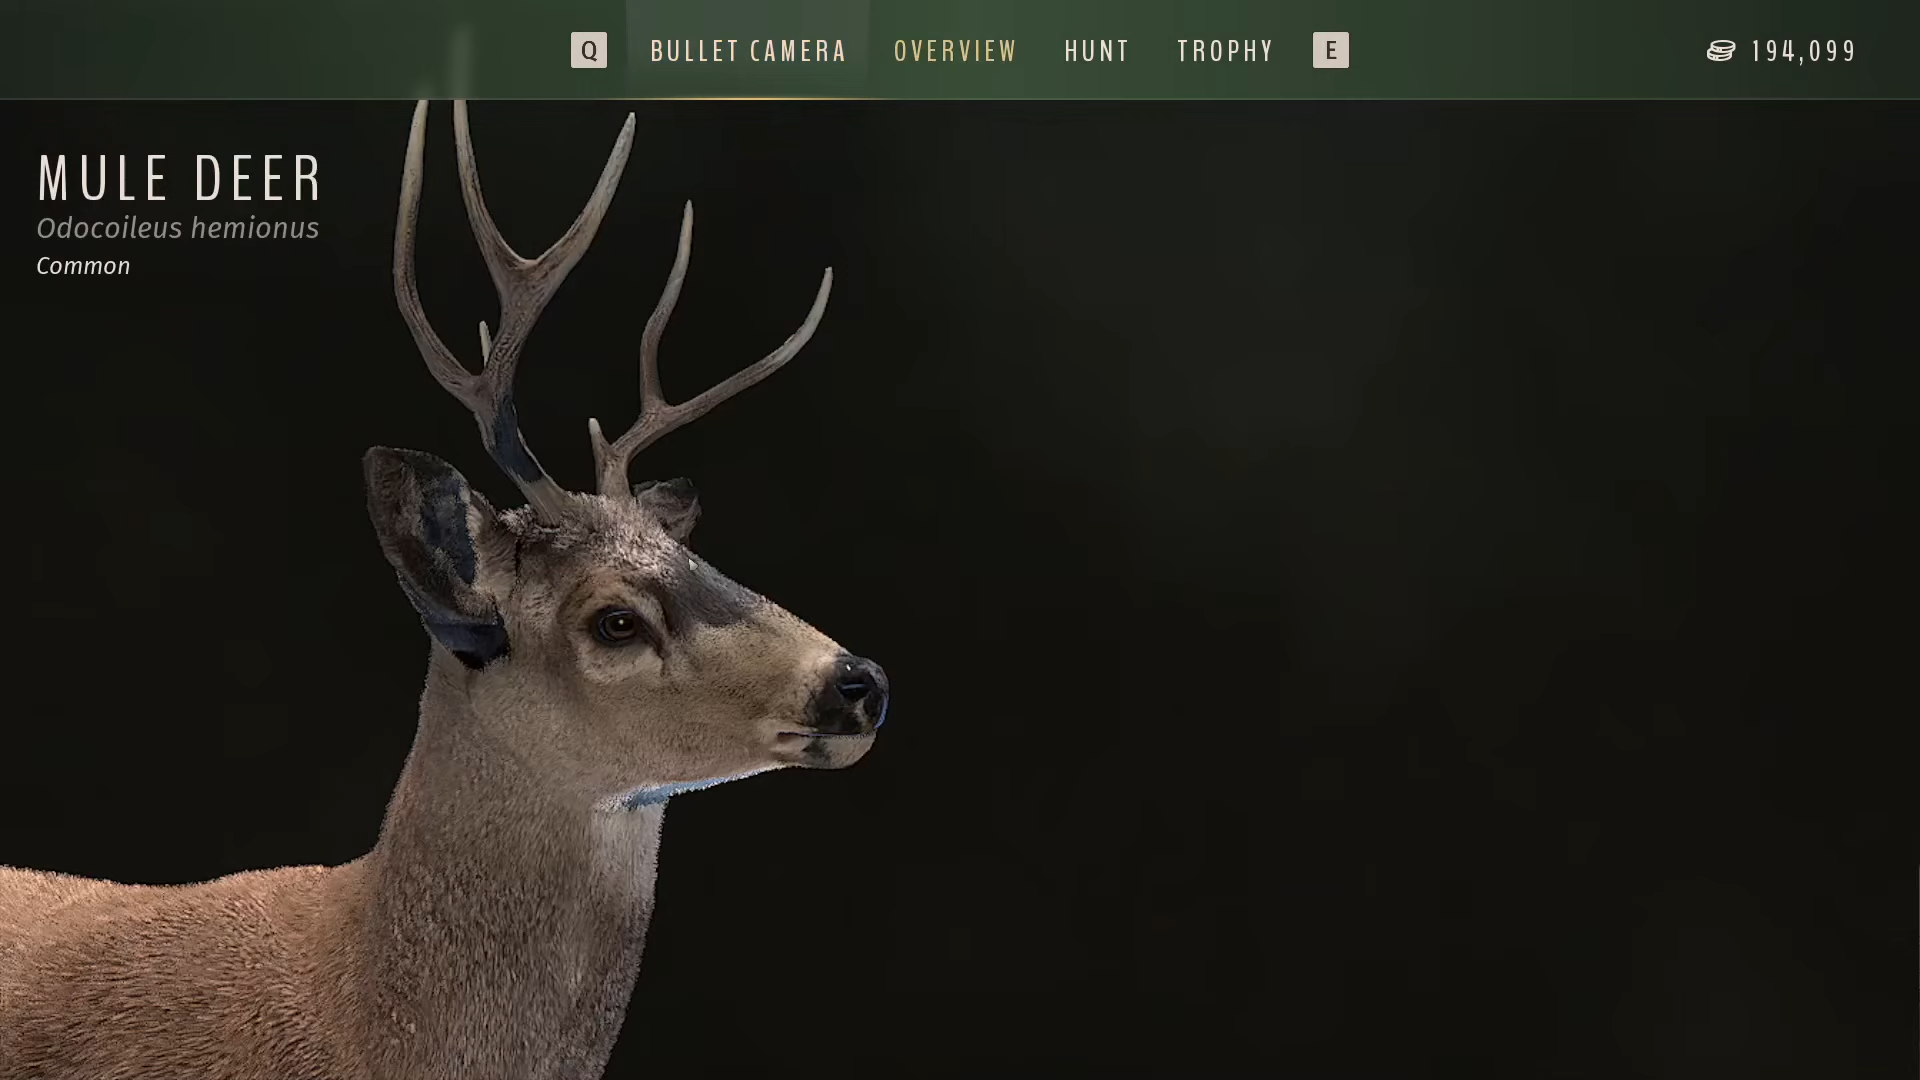 Q BULLET CAMERA OVERVIEW HUNT TROPHY E 194,099
MULE DEER
Odocoileus hemionus
Common